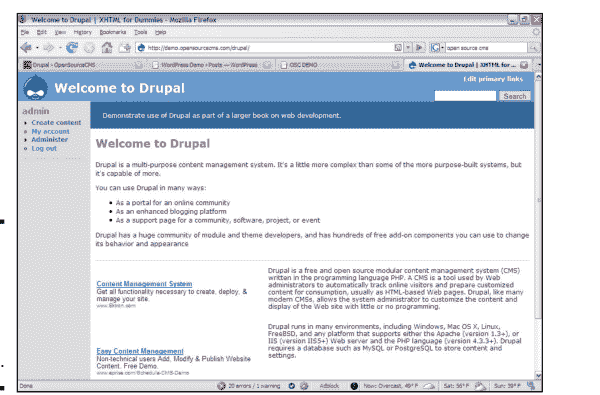 Welcome to Drupal | XHTML for Dummies - Mozilla Firefox
File Edit View History Bookmarks Tools Help
http://demo.opensourcecms.com/drupal/
open source cms
Drupal - OpenSourceCMS
WordPress Demo › Posts — WordPress
OSC DEMO
Welcome to Drupal | XHTML for ...
Edit primary links
Welcome to Drupal
Search
admin
Create content
My account
Administer
Log out
Demonstrate use of Drupal as part of a larger book on web development.
Welcome to Drupal
Drupal is a multi-purpose content management system. It's a little more complex than some of the more purpose-built systems, but
it's capable of more.
You can use Drupal in many ways:
As a portal for an online community
As an enhanced blogging platform
As a support page for a community, software, project, or event
Drupal has a huge community of module and theme developers, and has hundreds of free add-on components you can use to change
its behavior and appearance
Content Management System
Get all functionality necessary to create, deploy, &
manage your site.
Drupal is a free and open source modular content management system (CMS)
written in the programming language PHP. A CMS is a tool used by Web
administrators to automatically track online visitors and prepare customized
content for consumption, usually as HTML-based Web pages. Drupal, like many
modern CMSs, allows the system administrator to customize the content and
display of the Web site with little or no programming.
Easy Content Management
Non-technical users Add, Modify & Publish Website
Content. Free Demo.
Drupal runs in many environments, including Windows, Mac OS X, Linux,
FreeBSD, and any platform that supports either the Apache (version 1.3+), or
IIS (version IIS5+) Web server and the PHP language (version 4.3.3+). Drupal
requires a database such as MySQL or PostgreSQL to store content and
settings.
Done
20 errors / 1 warning
Adblock
Now: Overcast, 49° F
Sat: 56° F
Sun: 59° F